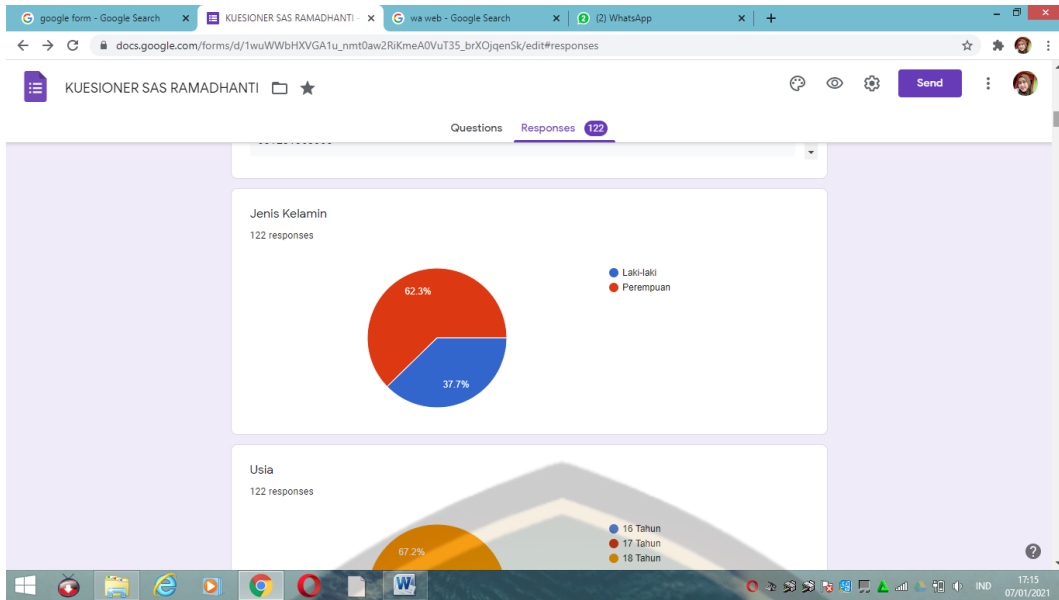 google form - Google Search
KUESIONER SAS RAMADHANTI -
wa web - Google Search
(2) WhatsApp
docs.google.com/forms/d/1wuWWbHXVGA1u_nmt0aw2RiKmeA0VuT35_brXOjqenSk/edit#responses
KUESIONER SAS RAMADHANTI
Send
Questions Responses 122
Jenis Kelamin
122 responses
62.3%
37.7%
Laki-laki
Perempuan
Usia
122 responses
67.2%
16 Tahun
17 Tahun
18 Tahun
IND
17:15
07/01/2021